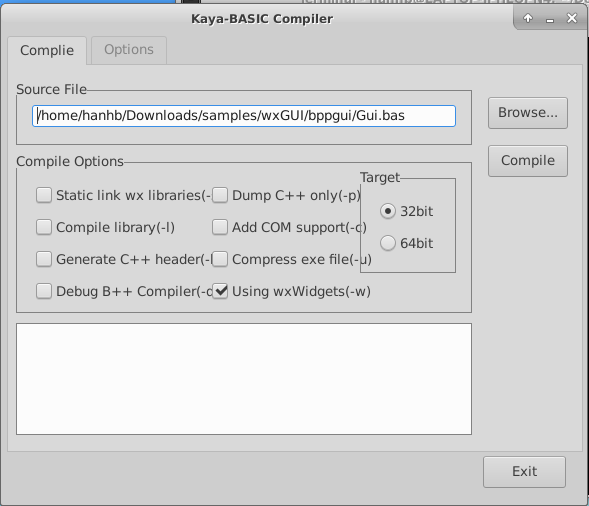 Kaya-BASIC Compiler
Complie
Options
Source File
/home/hanhb/Downloads/samples/wxGUI/bppgui/Gui.bas
Browse...
Compile Options
Compile
Target
Static link wx libraries(-
Dump C++ only(-p)
32bit
Compile library(-l)
Add COM support(-c)
64bit
Generate C++ header(-
Compress exe file(-u)
Debug B++ Compiler(-d
Using wxWidgets(-w)
Exit